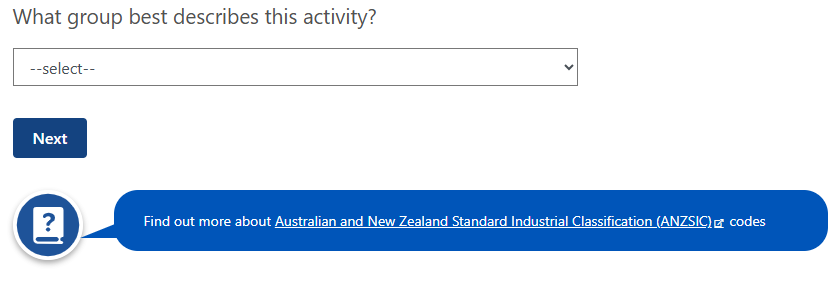 What group best describes this activity?
--select--
Next
?
Find out more about Australian and New Zealand Standard Industrial Classification (ANZSIC) codes